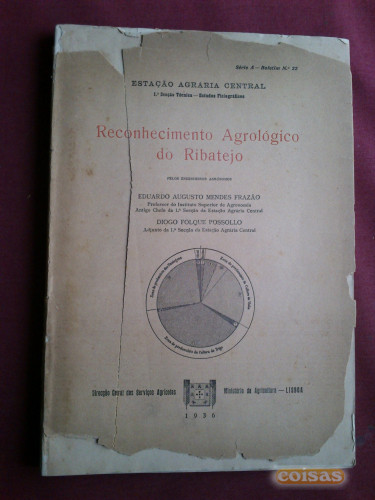 Série A—Boletim N.º 23
ESTAÇÃO AGRÁRIA CENTRAL
1.ª Secção Técnica — Estudos Fisiográficos
Reconhecimento Agrológico
do Ribatejo
PELOS ENGENHEIROS AGRÓNOMOS
EDUARDO AUGUSTO MENDES FRAZÃO
Professor do Instituto Superior de Agronomia
Antigo Chefe da 1.ª Secção da Estação Agrária Central
DIOGO FOLQUE POSSOLLO
Adjunto da 1.ª Secção da Estação Agrária Central
Direcção Geral dos Serviços Agrícolas
Ministério da Agricultura—LISBOA
1936
coisas